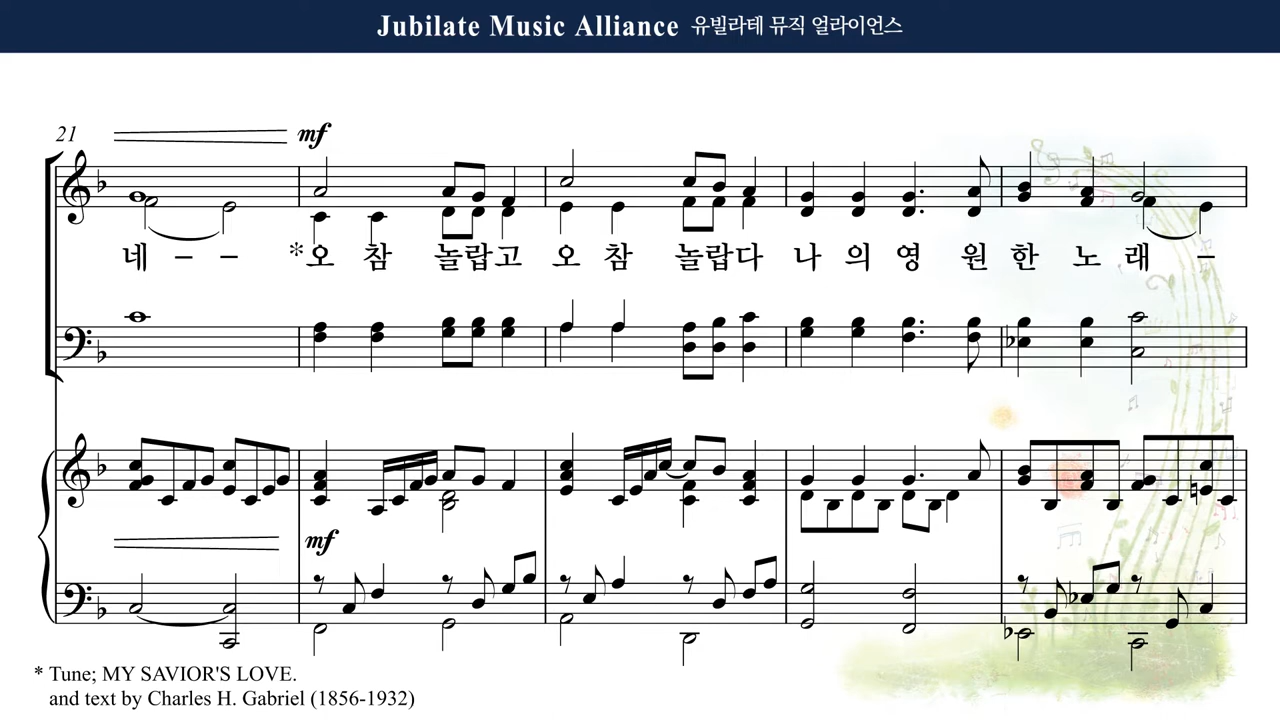 Jubilate Music Alliance 유빌라테 뮤직 얼라이언스
21
mf
네 – – *오 참 놀랍고 오 참 놀랍다 나 의 영 원 한 노 래 –
mf
* Tune; MY SAVIOR'S LOVE.
and text by Charles H. Gabriel (1856-1932)